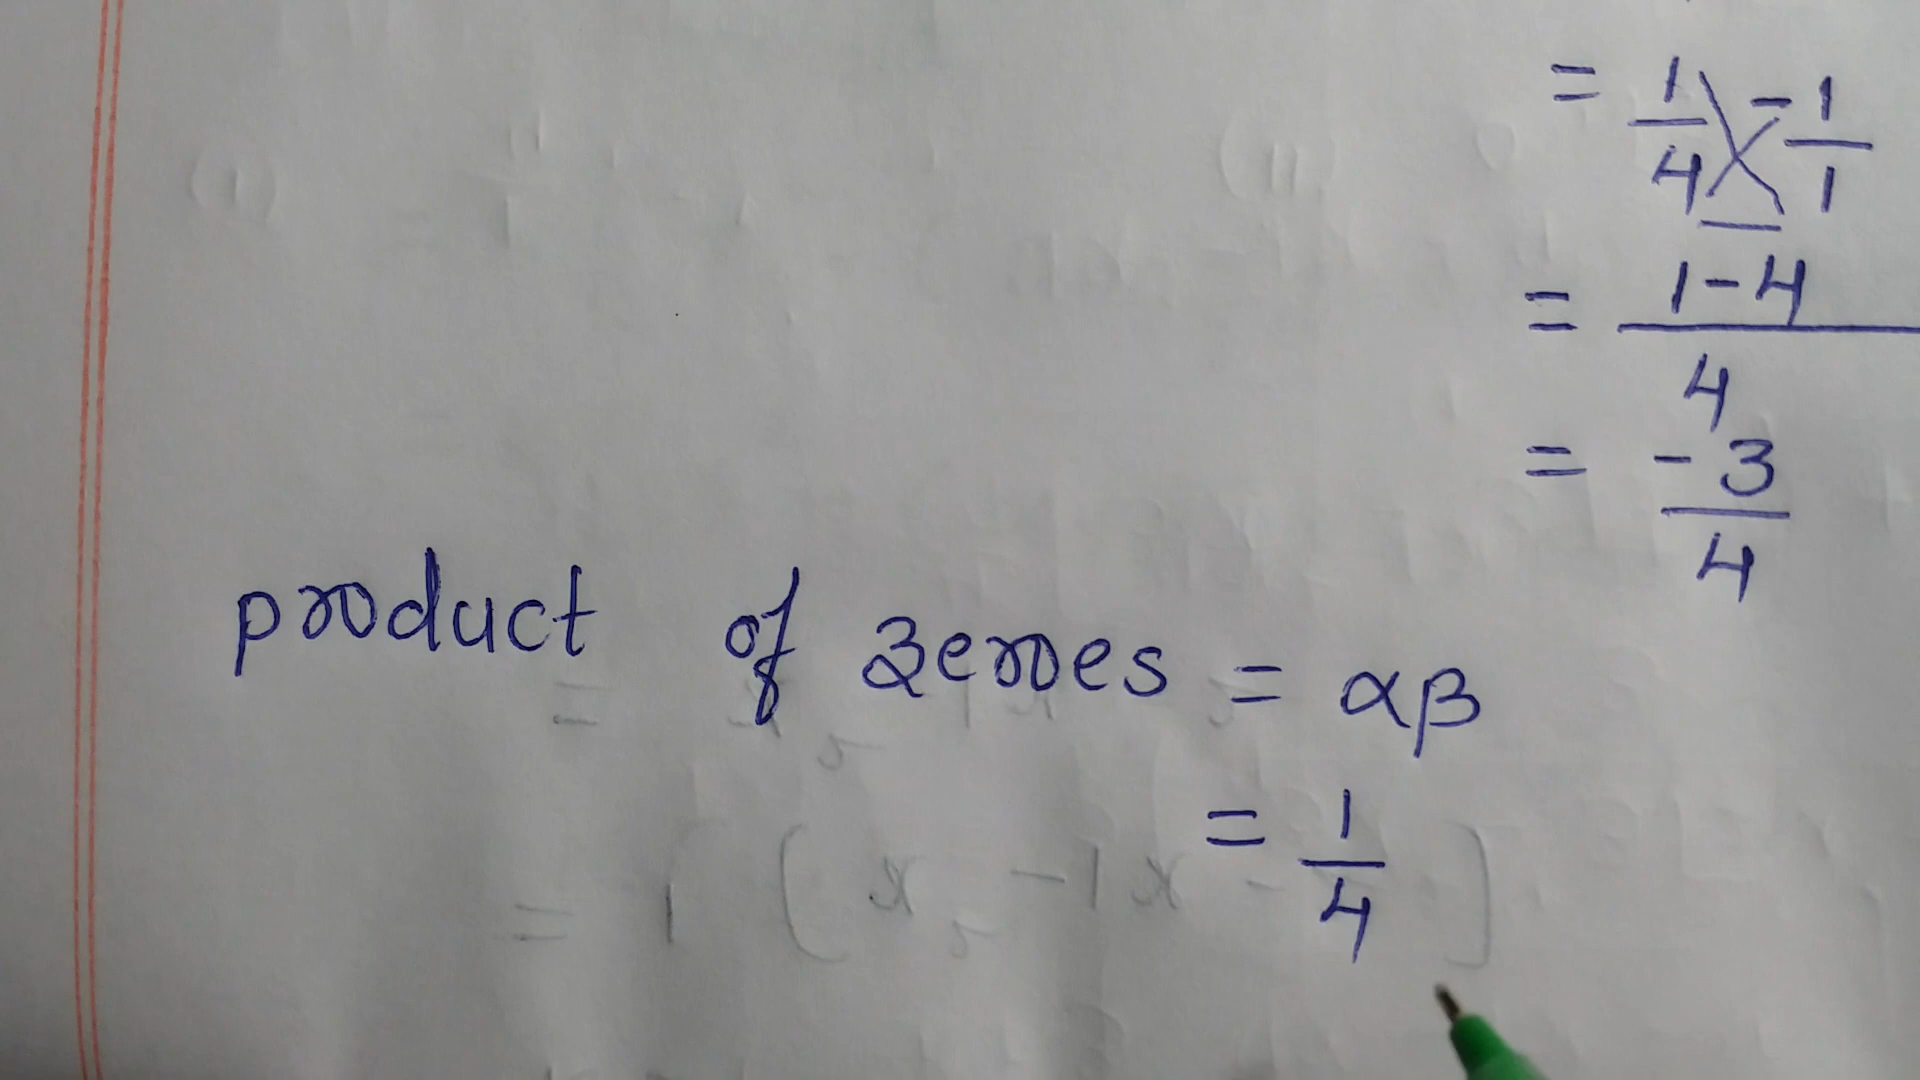 = 1/4 - 1/1
= 1-4/4
= -3/4
product of zeroes = αβ
= 1/4